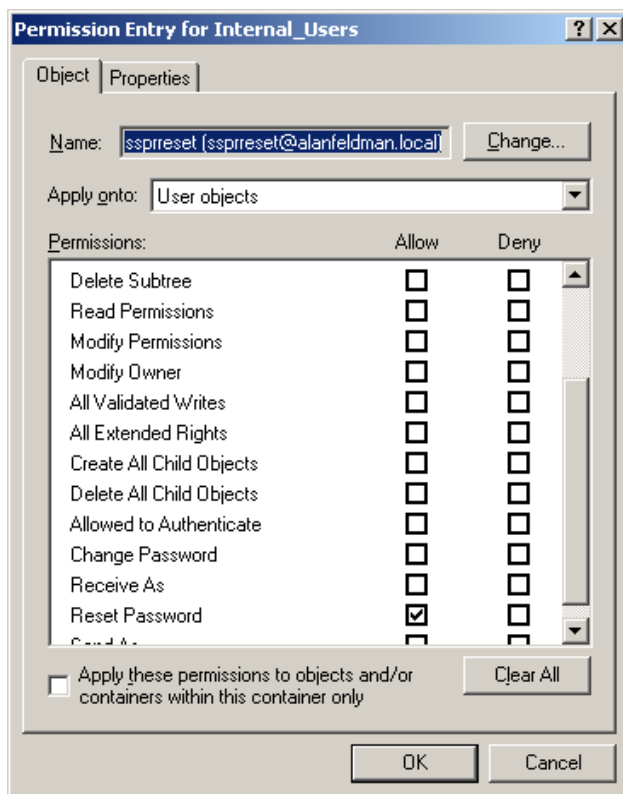 Permission Entry for Internal_Users
Object Properties
Name: ssprreset (ssprreset@alanfeldman.local) Change...
Apply onto: User objects
Permissions: Allow Deny
Delete Subtree
Read Permissions
Modify Permissions
Modify Owner
All Validated Writes
All Extended Rights
Create All Child Objects
Delete All Child Objects
Allowed to Authenticate
Change Password
Receive As
Reset Password
Send As
Apply these permissions to objects and/or
containers within this container only
Clear All
OK Cancel